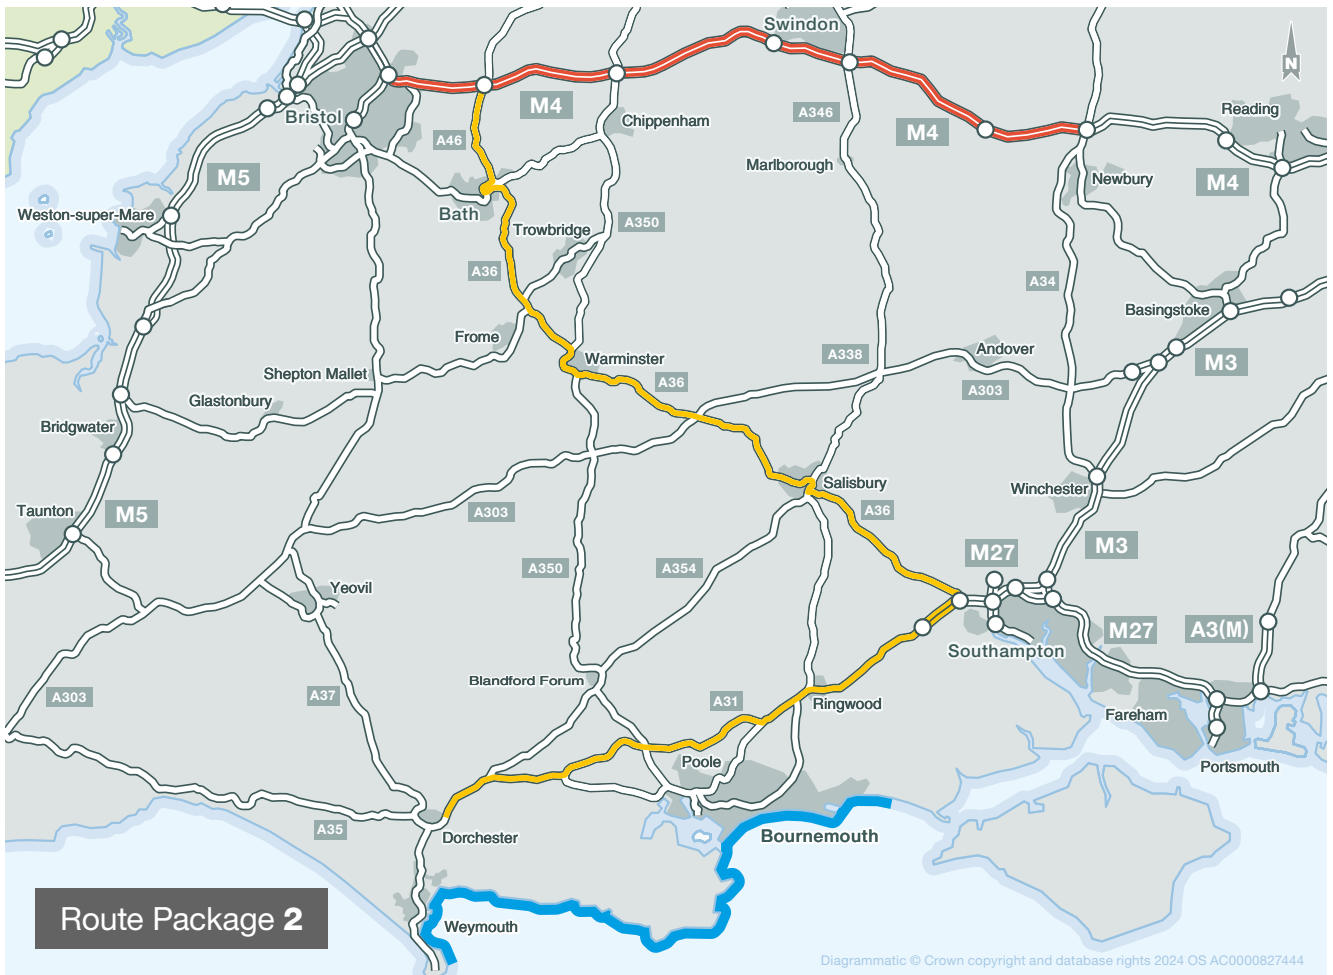 Swindon
N
M4
A346
Reading
Bristol
Chippenham
A46
M4
Marlborough
M5
Newbury
M4
Weston-super-Mare
Bath
Trowbridge
A350
A36
A34
Basingstoke
Frome
Warminster
A338
Andover
M3
Shepton Mallet
A36
A303
Glastonbury
Bridgwater
Salisbury
Winchester
Taunton
M5
A303
A36
M27
M3
A350
A354
Yeovil
M27
A3(M)
Southampton
Blandford Forum
A303
A37
A31
Ringwood
Fareham
Poole
Portsmouth
A35
Dorchester
Bournemouth
Route Package 2
Weymouth
Diagrammatic © Crown copyright and database rights 2024 OS AC0000827444